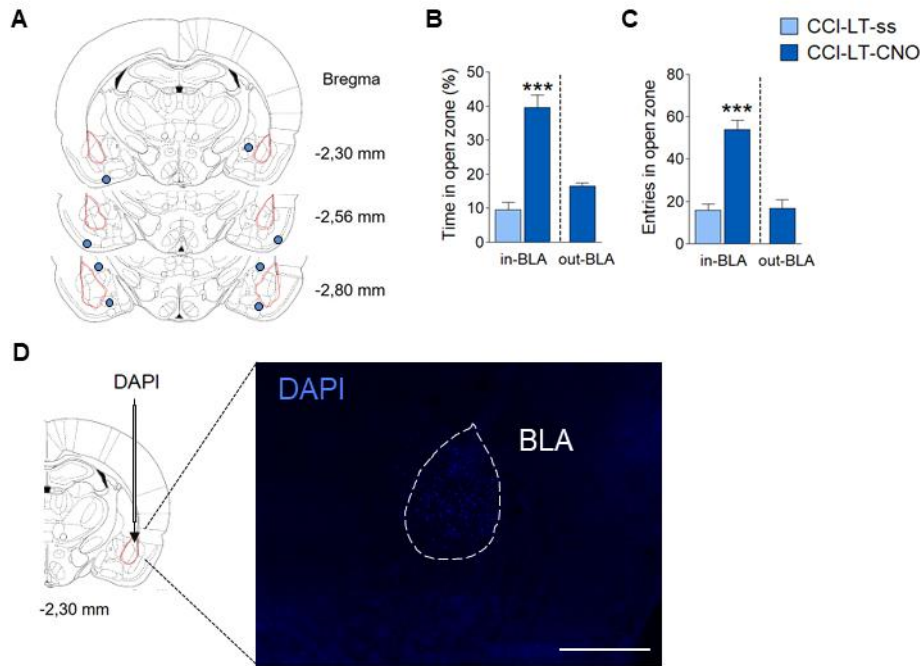 A
Bregma
-2,30 mm
-2,56 mm
-2,80 mm
B
Time in open zone (%)
50
40
30
20
10
0
***
in-BLA
out-BLA
C
CCI-LT-ss
CCI-LT-CNO
Entries in open zone
80
60
40
20
0
***
in-BLA
out-BLA
D
DAPI
-2,30 mm
DAPI
BLA